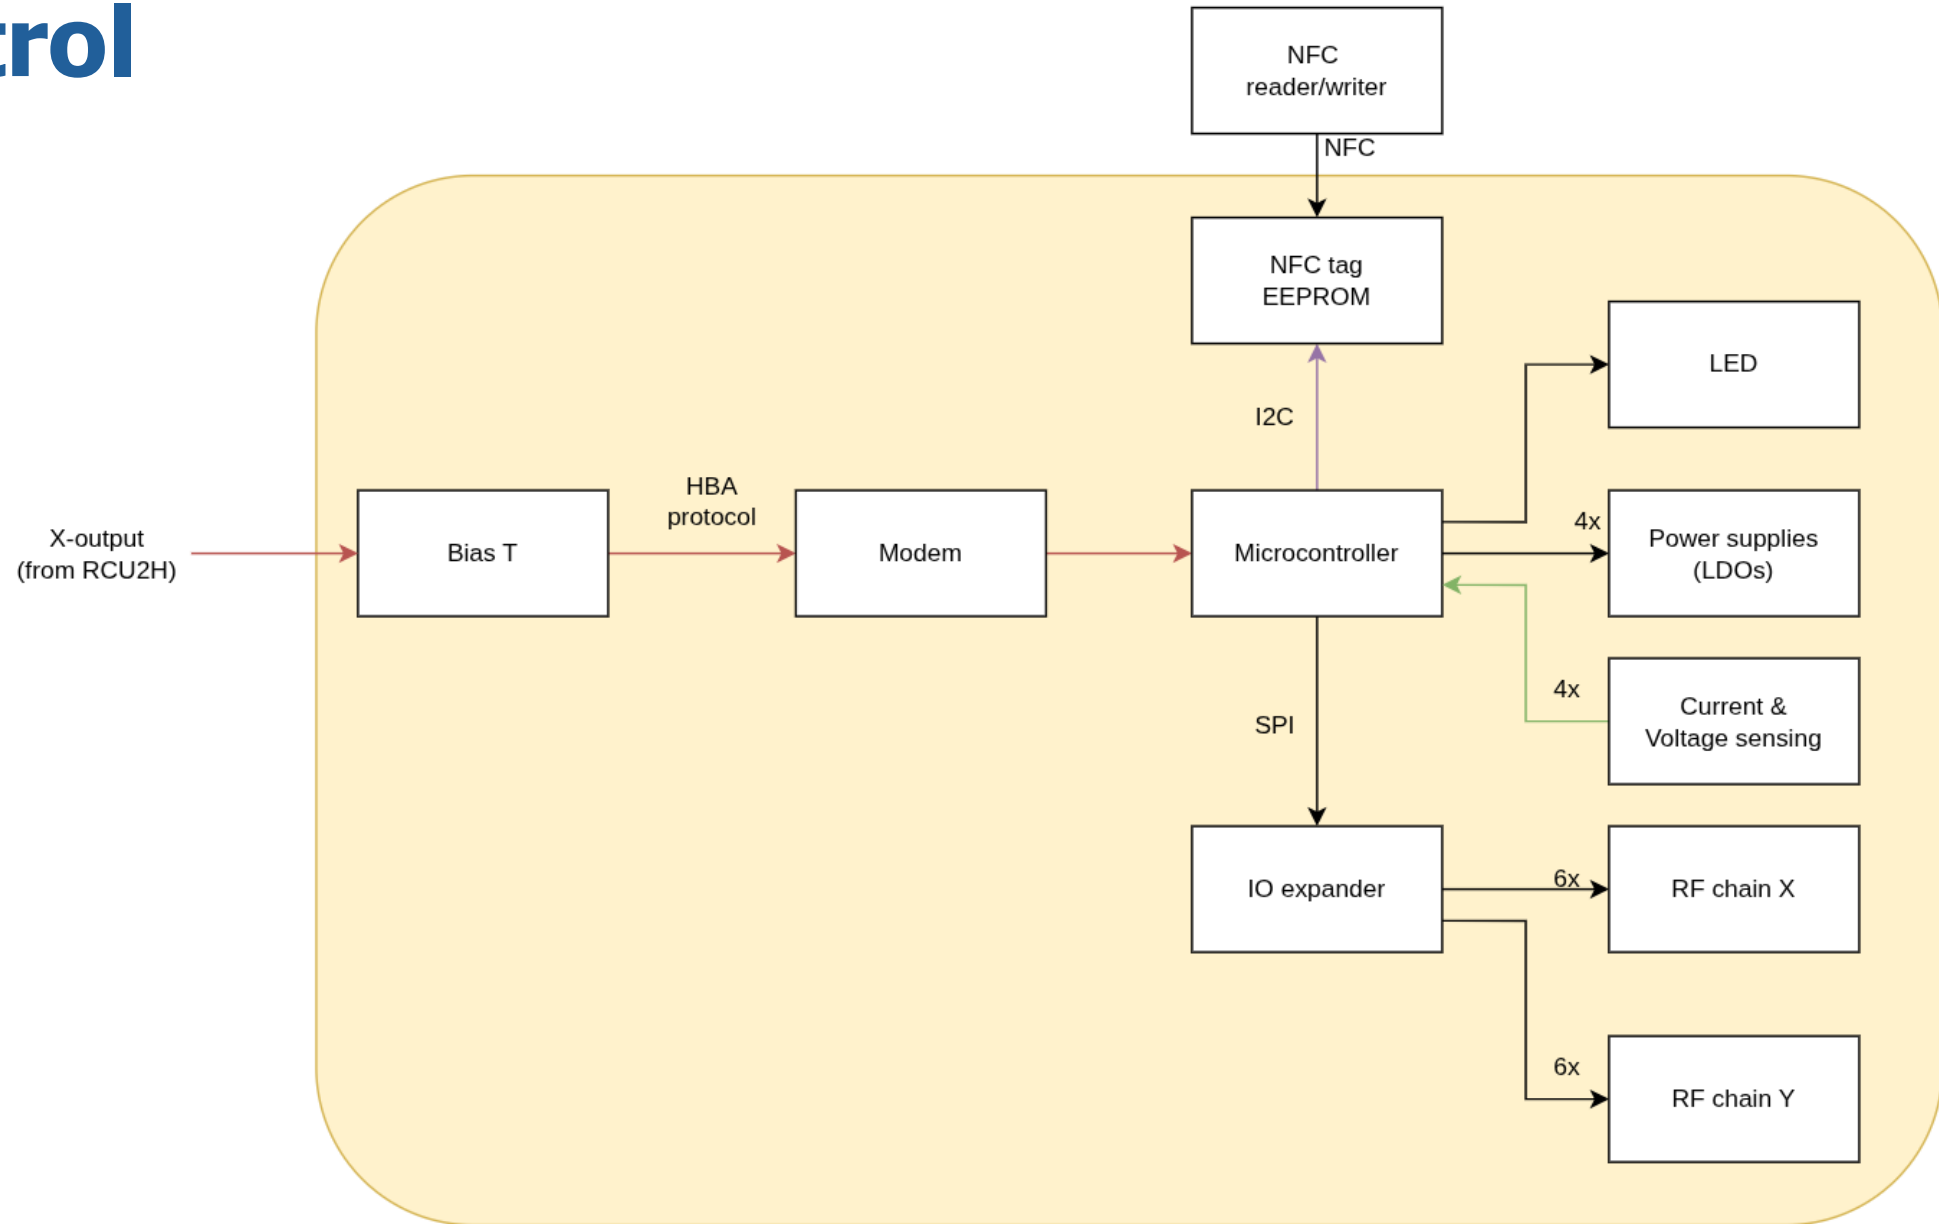 trol
NFC
reader/writer
NFC
NFC tag
EEPROM
LED
I2C
HBA
protocol
X-output
(from RCU2H)
Bias T
Modem
Microcontroller
4x
Power supplies
(LDOs)
4x
Current &
Voltage sensing
SPI
IO expander
6x
RF chain X
6x
RF chain Y